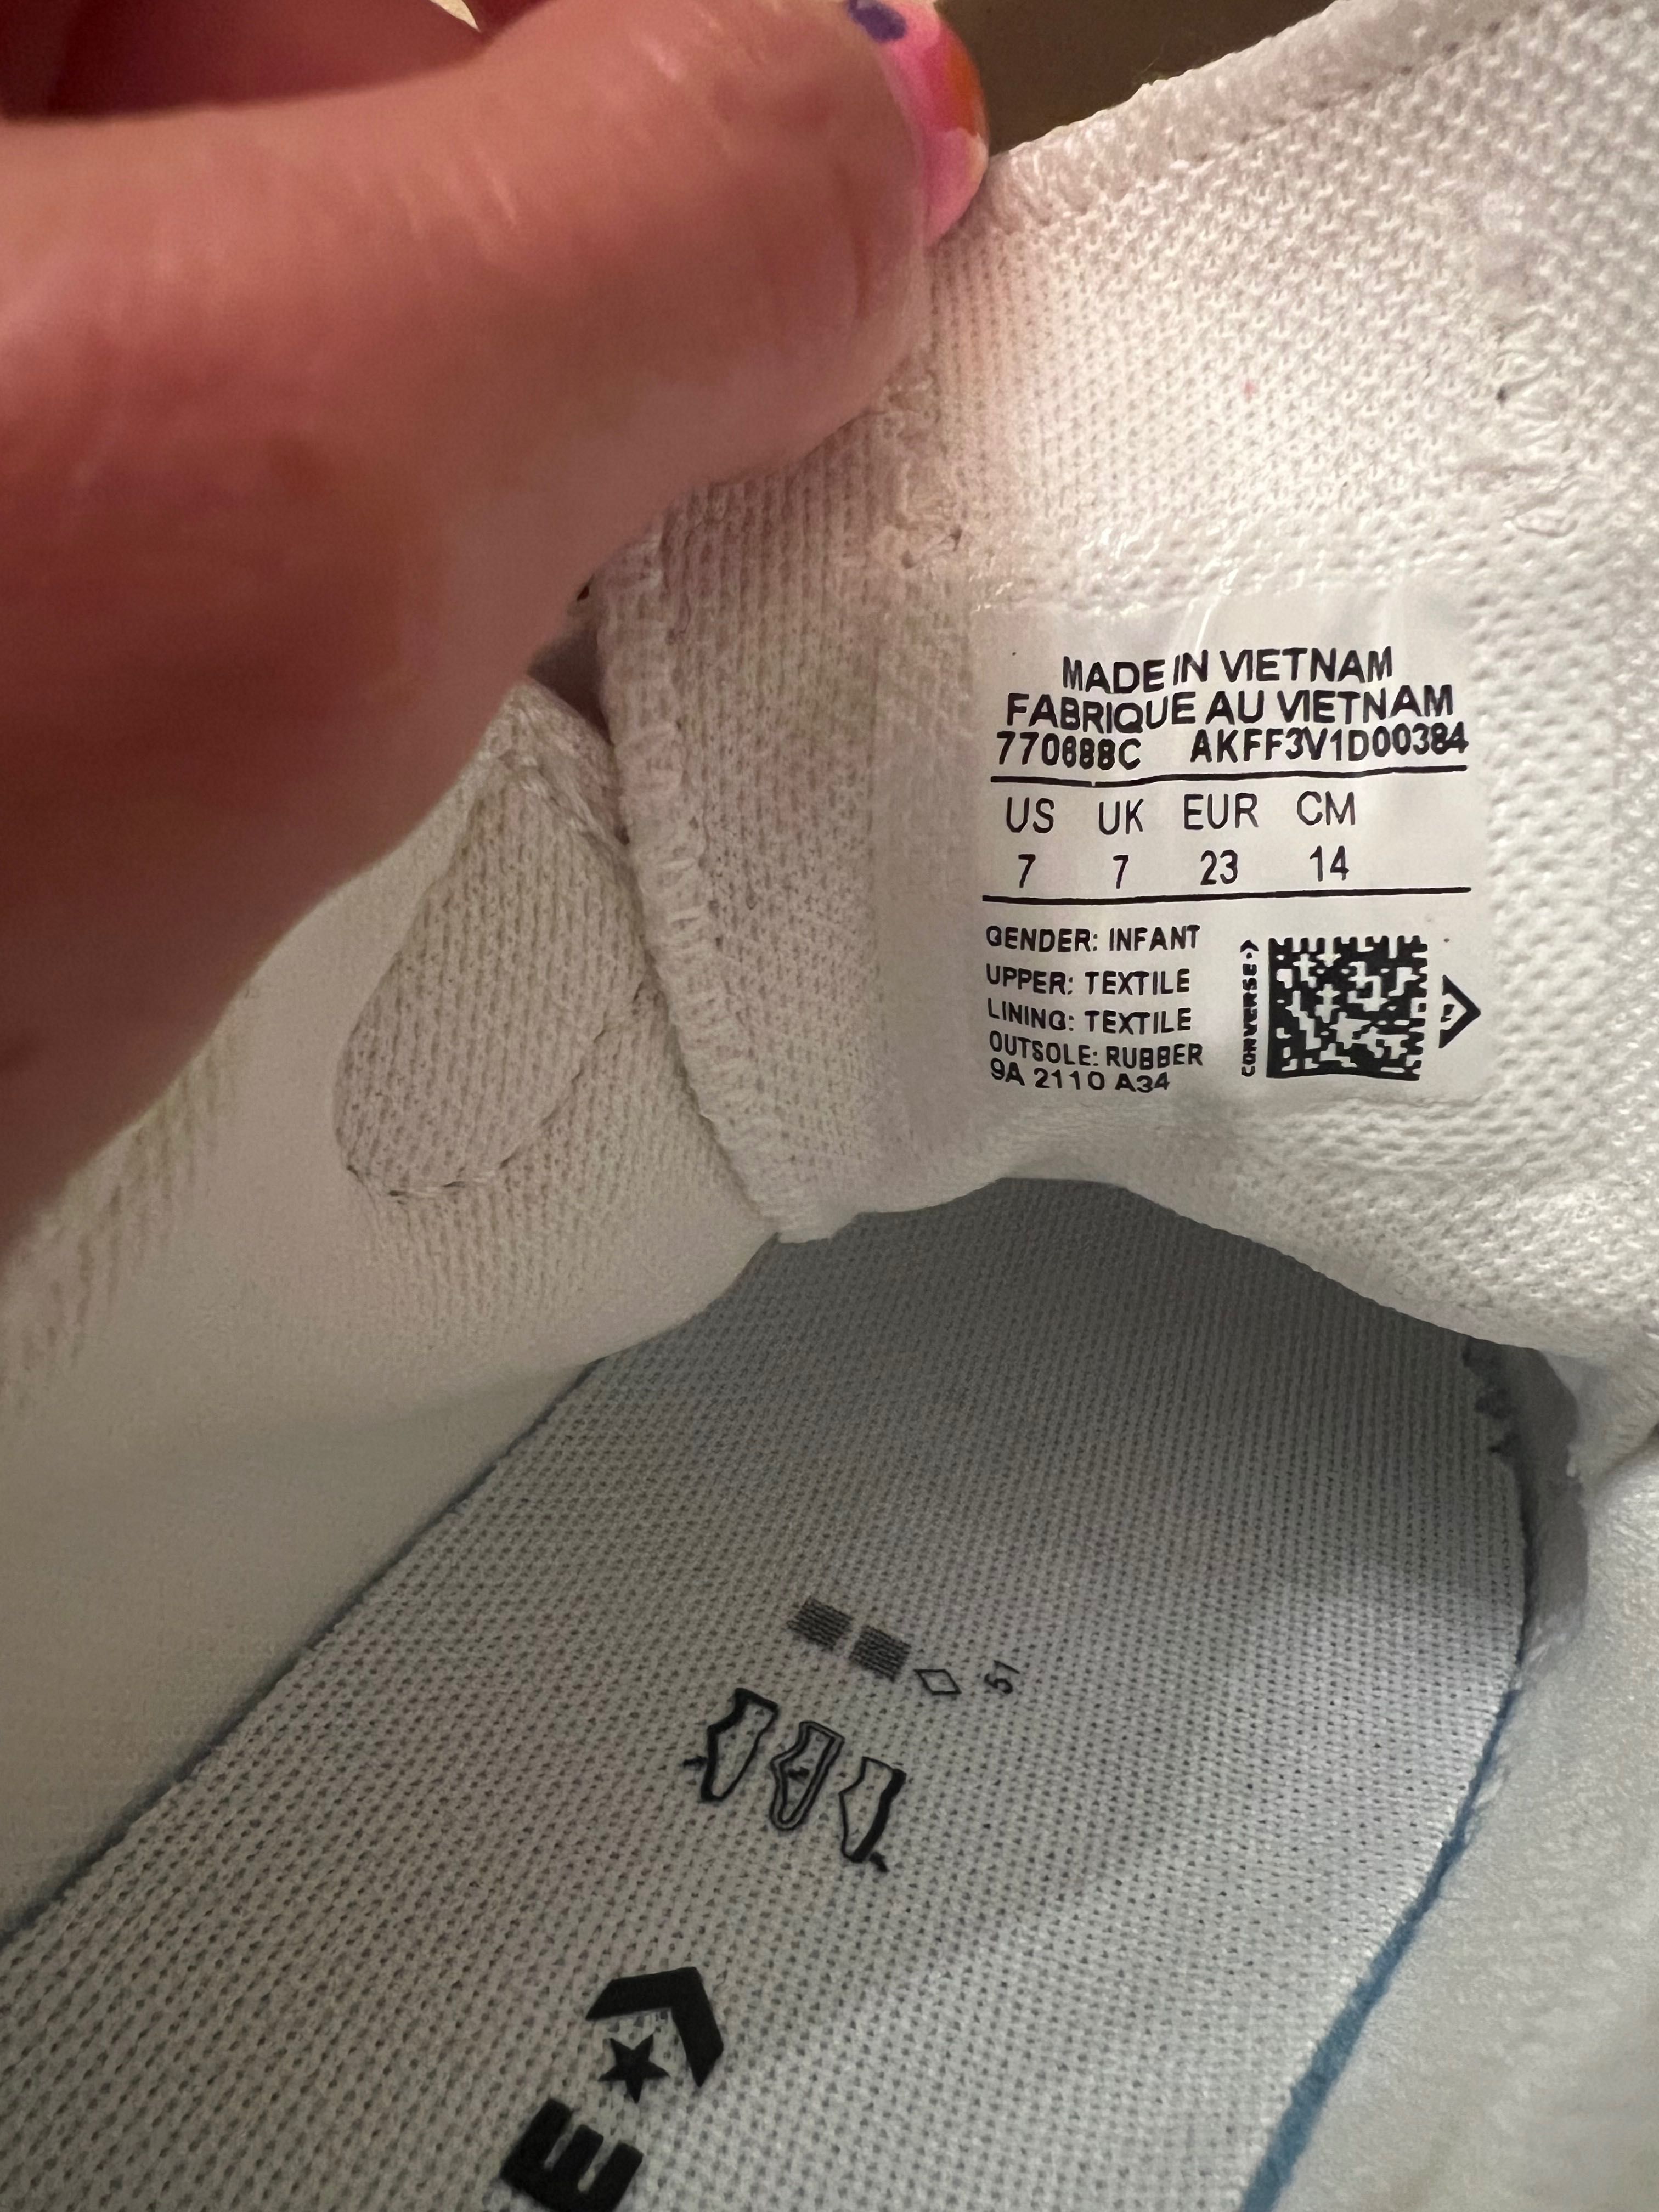 MADE IN VIETNAM
FABRIQUE AU VIETNAM
770688C AKFF3V1D00384
US UK EUR CM
7 7 23 14
GENDER: INFANT
UPPER: TEXTILE
LINING: TEXTILE
OUTSOLE: RUBBER
9A 2110 A34
CONVERSE
51
E